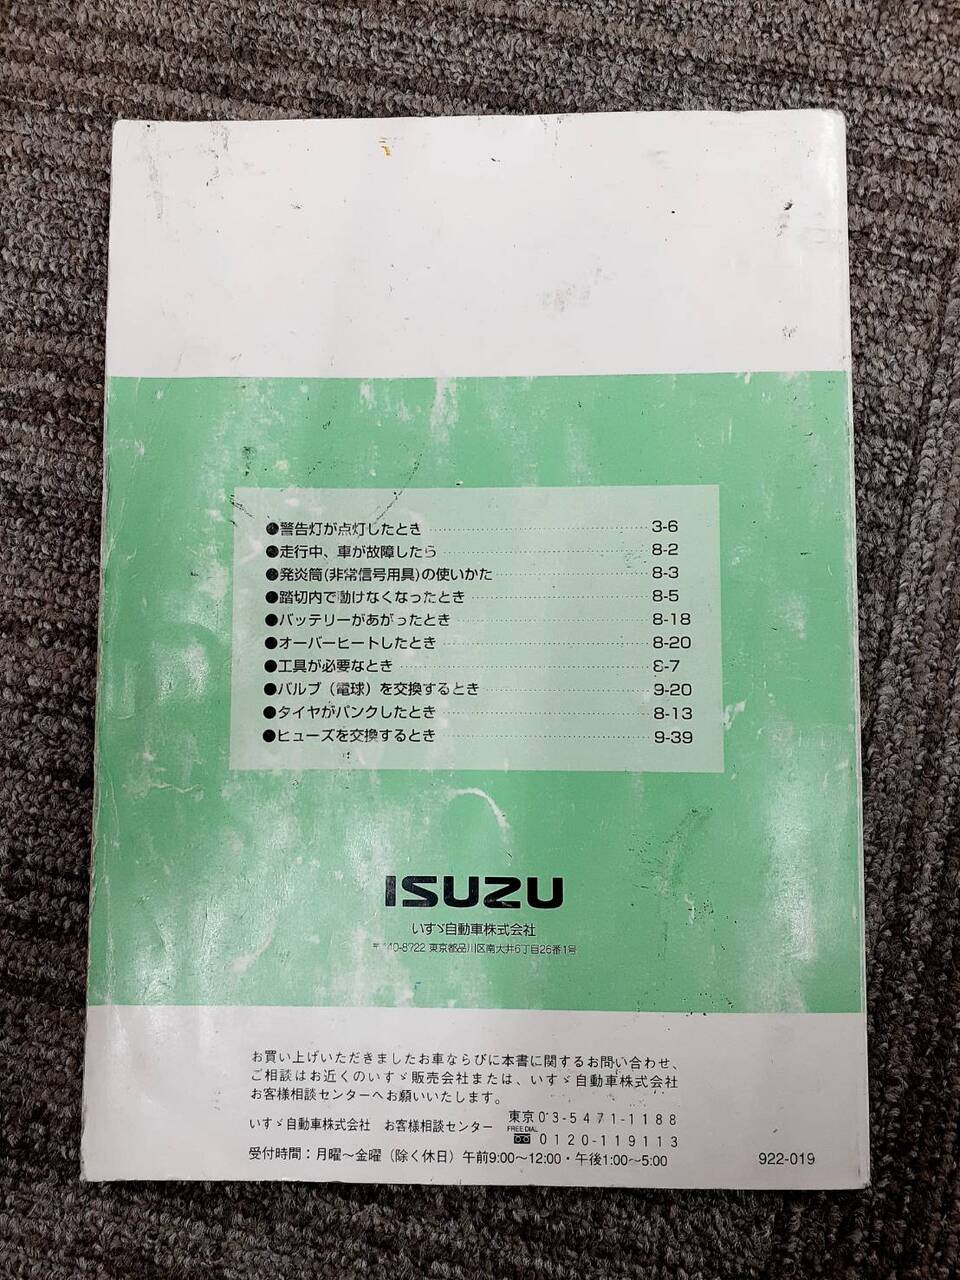 ●警告灯が点灯したとき 3-6
●走行中、車が故障したら 8-2
●発炎筒(非常信号用具)の使いかた 8-3
●踏切内で動けなくなったとき 8-5
●バッテリーがあがったとき 8-18
●オーバーヒートしたとき 8-20
●工具が必要なとき 8-7
●バルブ（電球）を交換するとき 9-20
●タイヤがパンクしたとき 8-13
●ヒューズを交換するとき 9-39
ISUZU
いすゞ自動車株式会社
〒140-8722 東京都品川区南大井6丁目26番1号
お買い上げいただきましたお車ならびに本書に関するお問い合わせ、
ご相談はお近くのいすゞ販売会社または、いすゞ自動車株式会社
お客様相談センターへお願いいたします。
いすゞ自動車株式会社 お客様相談センター 東京03-5471-1188
FREE DIAL 0120-119113
受付時間：月曜〜金曜（除く休日）午前9:00〜12:00・午後1:00〜5:00
922-019